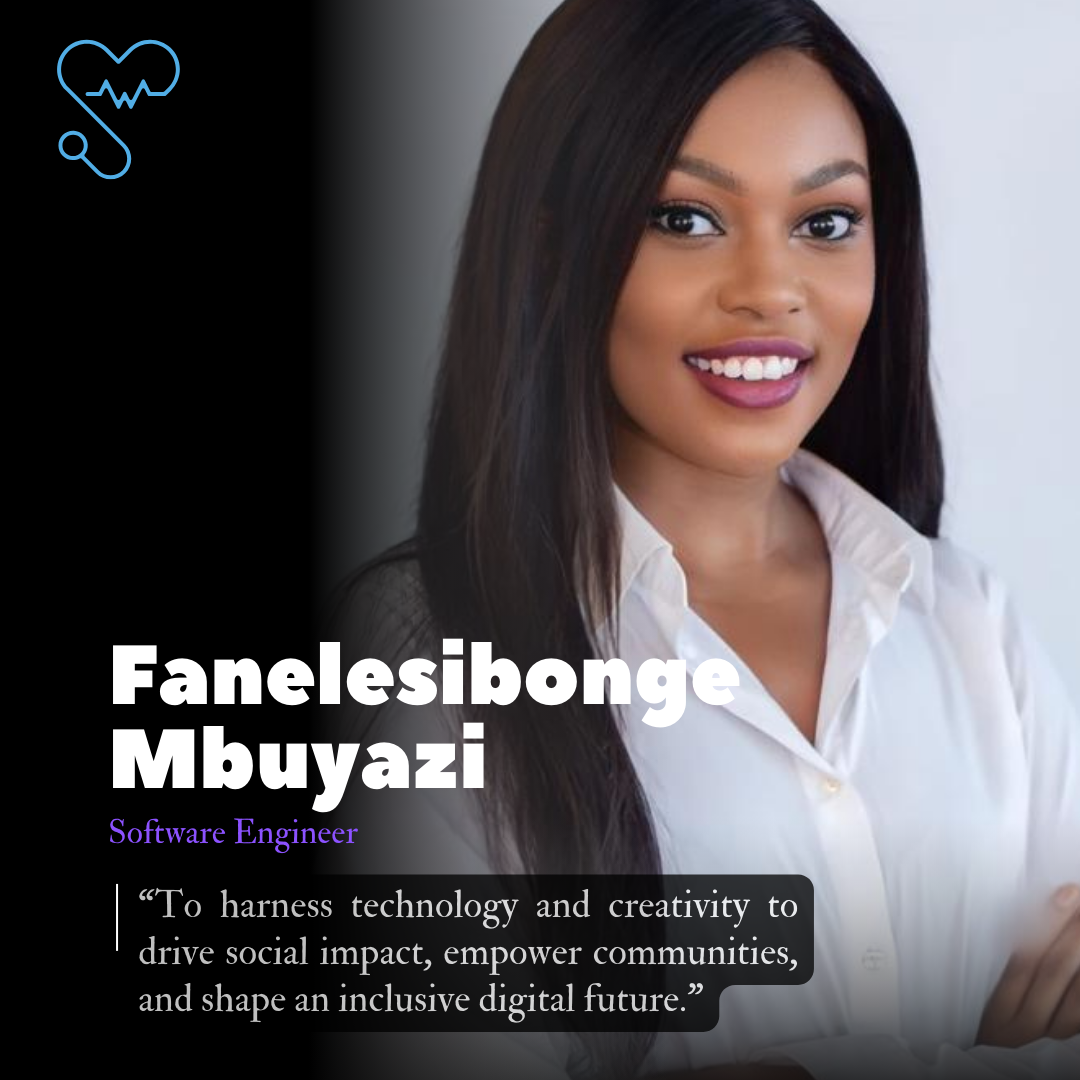 Fanelesibonge
Mbuyazi
Software Engineer
“To harness technology and creativity to
drive social impact, empower communities,
and shape an inclusive digital future.”